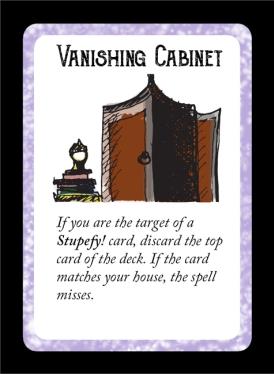 VANISHING CABINET
If you are the target of a
Stupefy! card, discard the top
card of the deck. If the card
matches your house, the spell
misses.